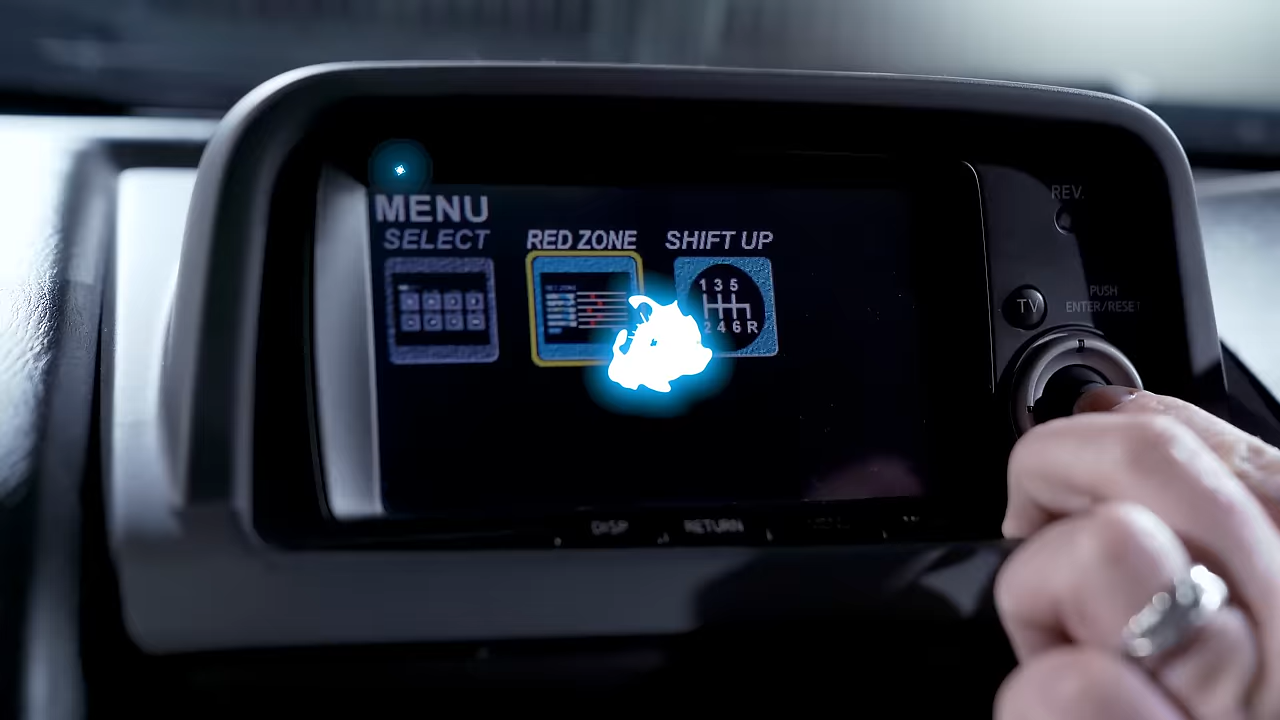 MENU
SELECT
RED ZONE
SHIFT UP
1 3 5
2 4 6 R
REV.
TV
PUSH
ENTER/RESET
DISP
RETURN